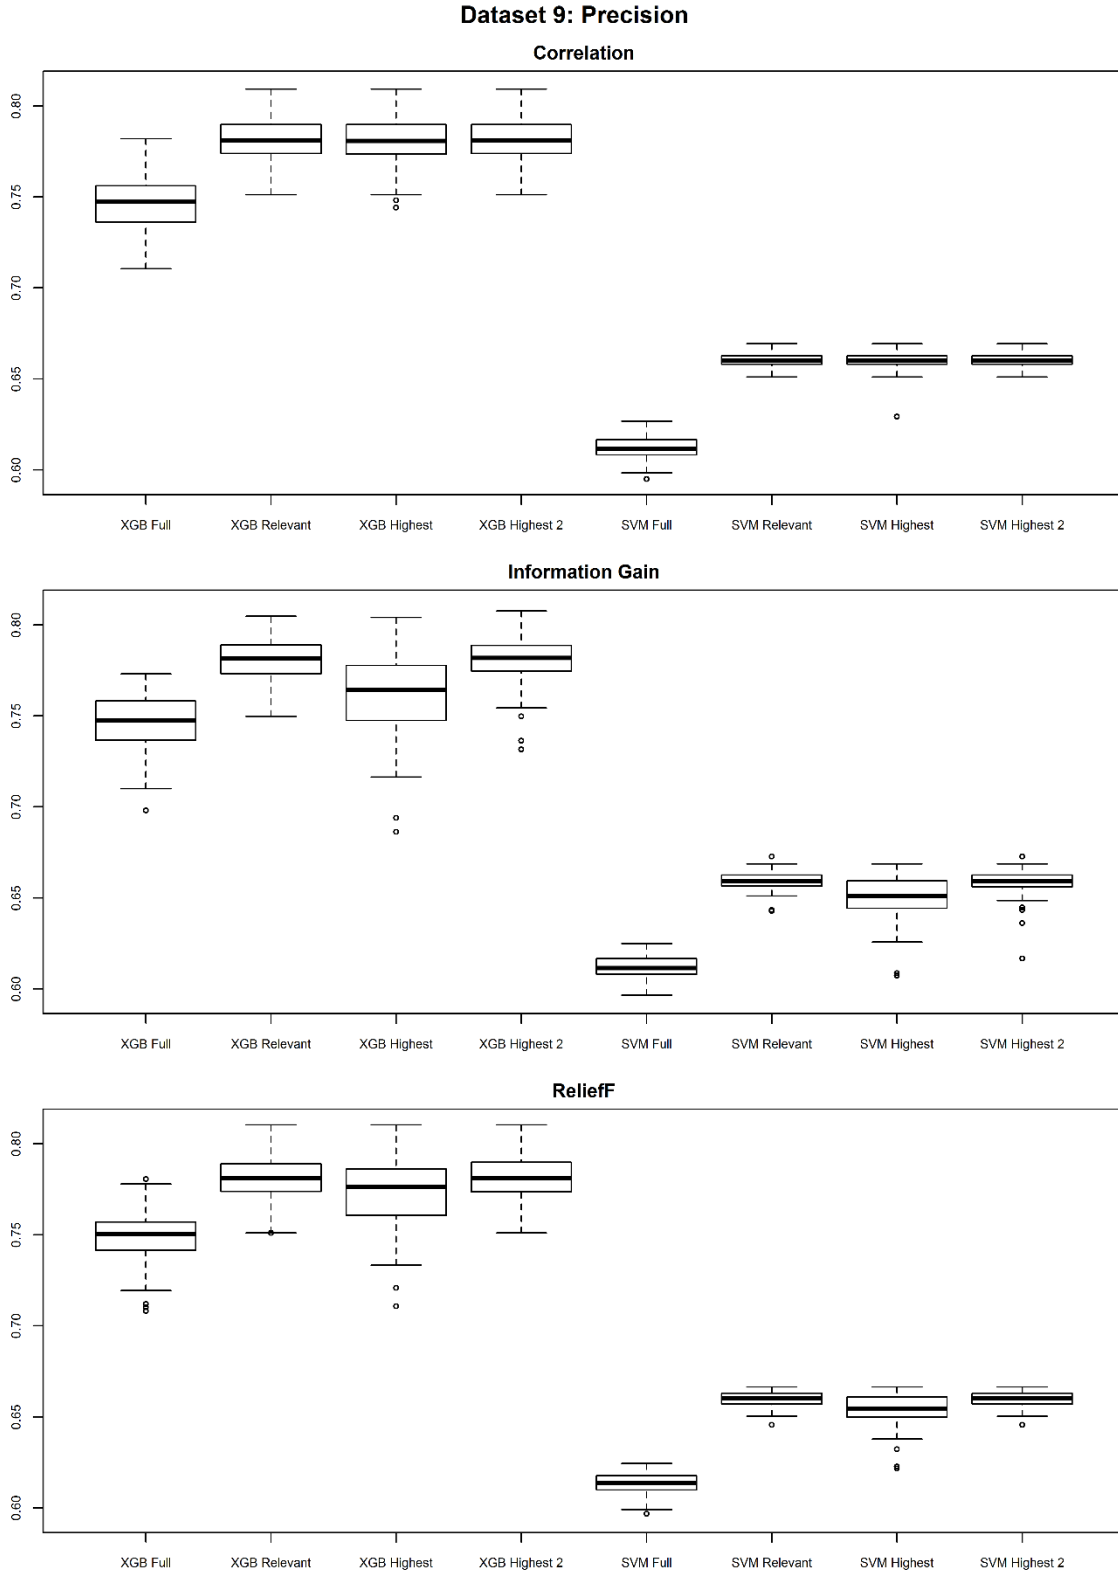 Dataset 9: Precision
Correlation
0.80
0.75
0.70
0.65
0.60
XGB Full XGB Relevant XGB Highest XGB Highest 2 SVM Full SVM Relevant SVM Highest SVM Highest 2
Information Gain
0.80
0.75
0.70
0.65
0.60
XGB Full XGB Relevant XGB Highest XGB Highest 2 SVM Full SVM Relevant SVM Highest SVM Highest 2
ReliefF
0.80
0.75
0.70
0.65
0.60
XGB Full XGB Relevant XGB Highest XGB Highest 2 SVM Full SVM Relevant SVM Highest SVM Highest 2